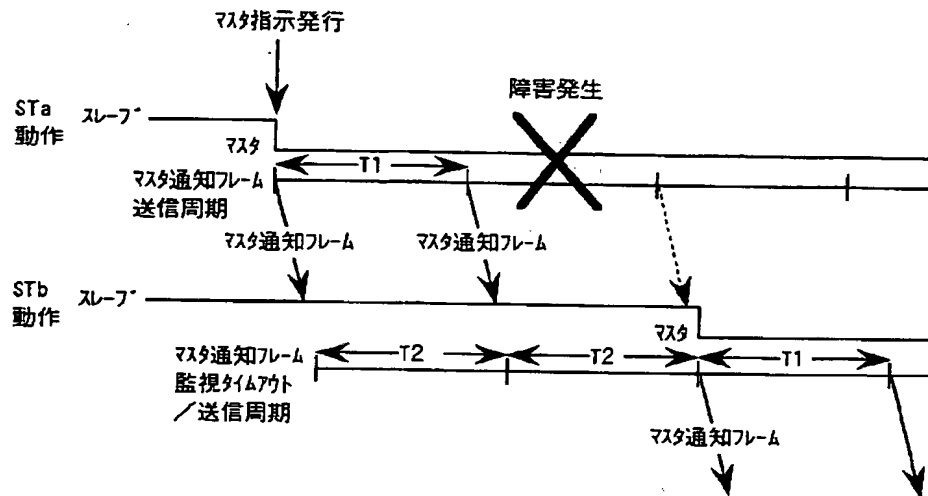 ﾏｽﾀ指示発行
障害発生
STa
動作
ｽﾚｰﾌﾞ
ﾏｽﾀ
T1
ﾏｽﾀ通知ﾌﾚｰﾑ
送信周期
ﾏｽﾀ通知ﾌﾚｰﾑ
ﾏｽﾀ通知ﾌﾚｰﾑ
STb
動作
ｽﾚｰﾌﾞ
ﾏｽﾀ
ﾏｽﾀ通知ﾌﾚｰﾑ
監視ﾀｲﾑｱｳﾄ
／送信周期
T2
T2
T1
ﾏｽﾀ通知ﾌﾚｰﾑ